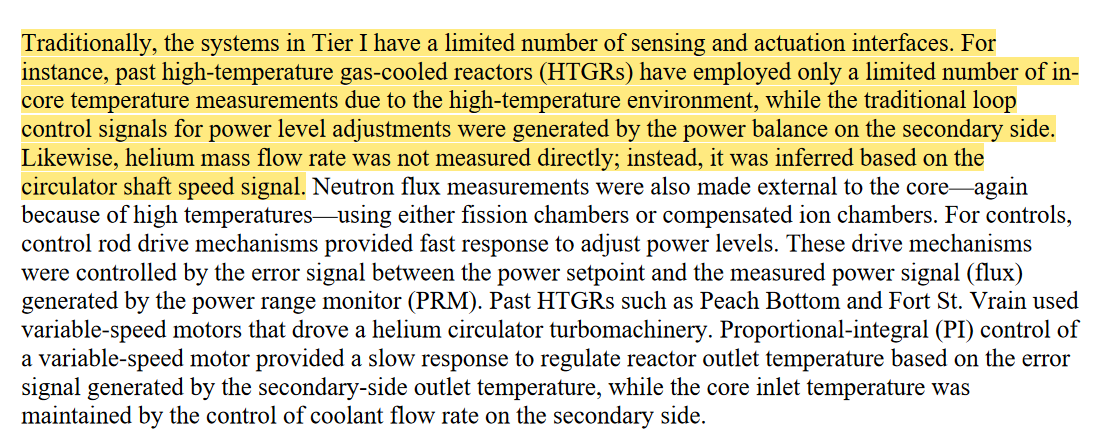 Traditionally, the systems in Tier I have a limited number of sensing and actuation interfaces. For
instance, past high-temperature gas-cooled reactors (HTGRs) have employed only a limited number of in-
core temperature measurements due to the high-temperature environment, while the traditional loop
control signals for power level adjustments were generated by the power balance on the secondary side.
Likewise, helium mass flow rate was not measured directly; instead, it was inferred based on the
circulator shaft speed signal. Neutron flux measurements were also made external to the core—again
because of high temperatures—using either fission chambers or compensated ion chambers. For controls,
control rod drive mechanisms provided fast response to adjust power levels. These drive mechanisms
were controlled by the error signal between the power setpoint and the measured power signal (flux)
generated by the power range monitor (PRM). Past HTGRs such as Peach Bottom and Fort St. Vrain used
variable-speed motors that drove a helium circulator turbomachinery. Proportional-integral (PI) control of
a variable-speed motor provided a slow response to regulate reactor outlet temperature based on the error
signal generated by the secondary-side outlet temperature, while the core inlet temperature was
maintained by the control of coolant flow rate on the secondary side.